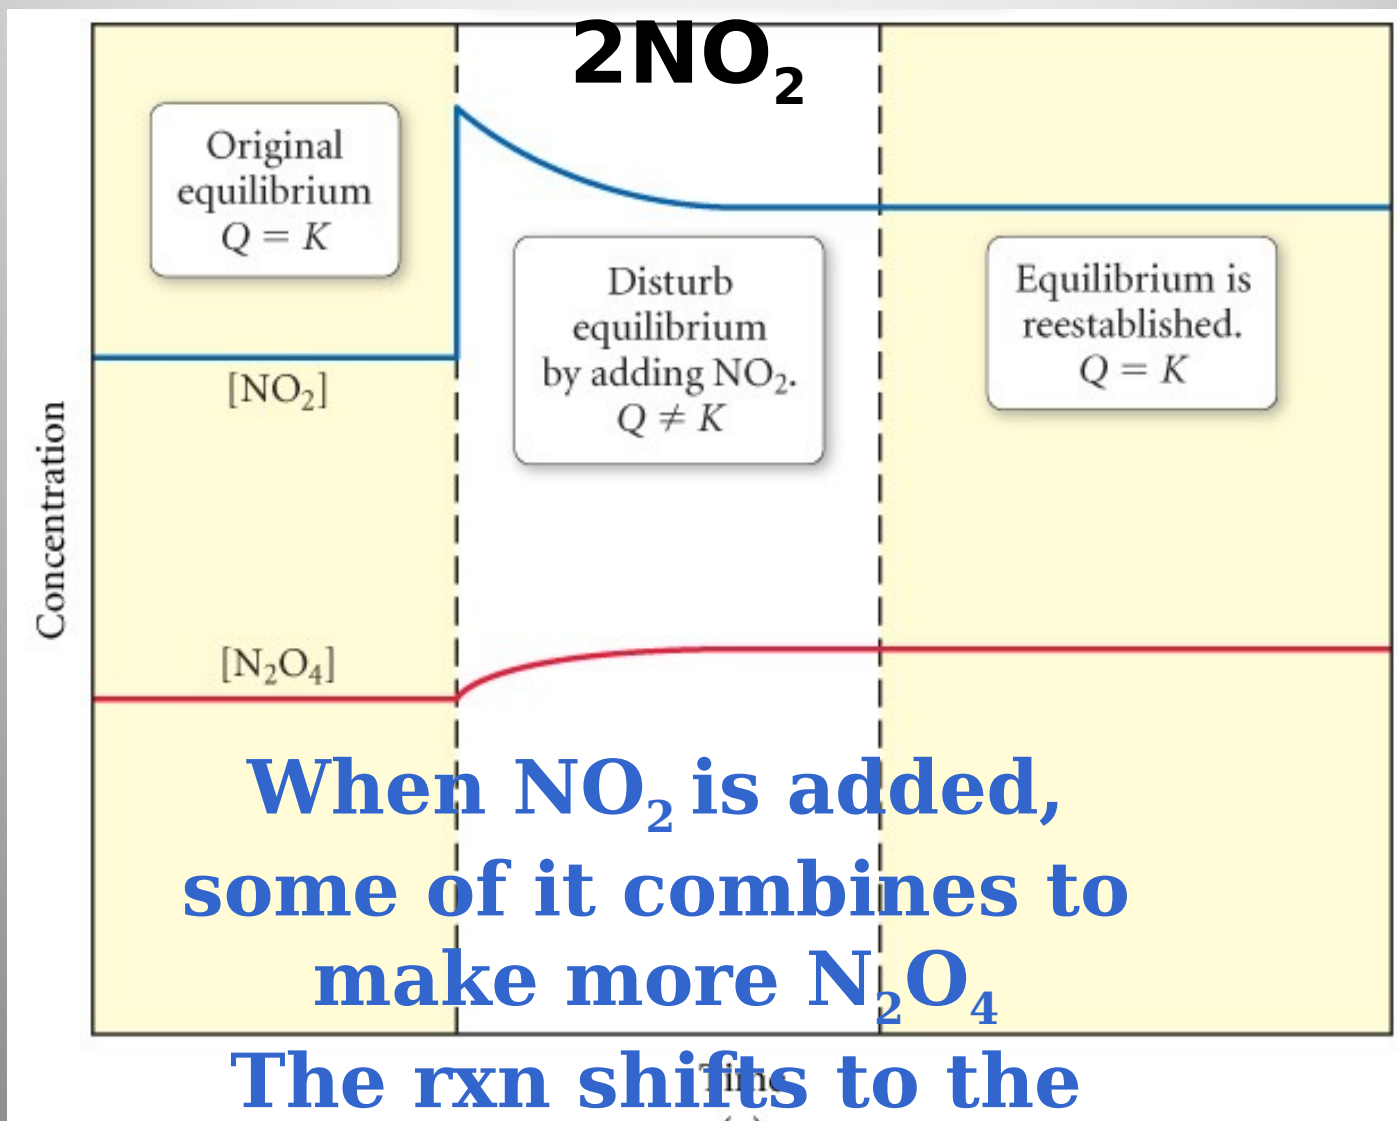 2NO₂
Original
equilibrium
Q = K
[NO₂]
Disturb
equilibrium
by adding NO₂.
Q ≠ K
Equilibrium is
reestablished.
Q = K
Concentration
[N₂O₄]
When NO₂ is added,
some of it combines to
make more N₂O₄
The rxn shifts to the
Time